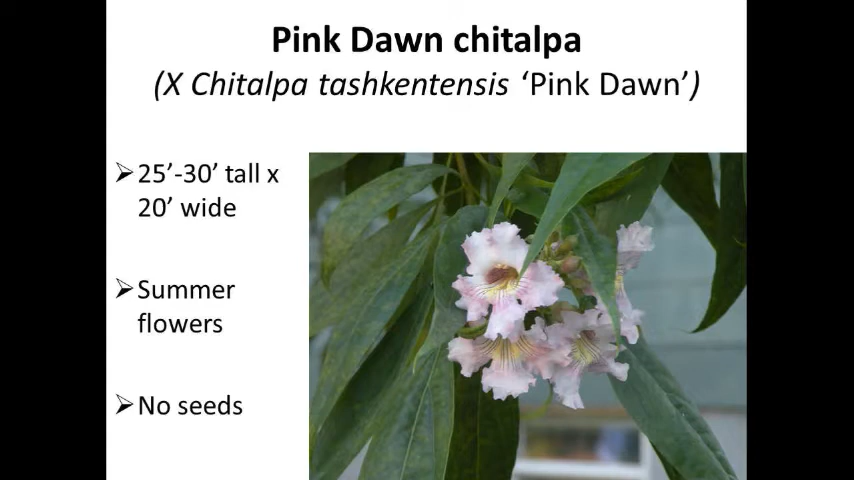 Pink Dawn chitalpa
(X Chitalpa tashkentensis ‘Pink Dawn’)
➢25’-30’ tall x
20’ wide
➢Summer
flowers
➢No seeds